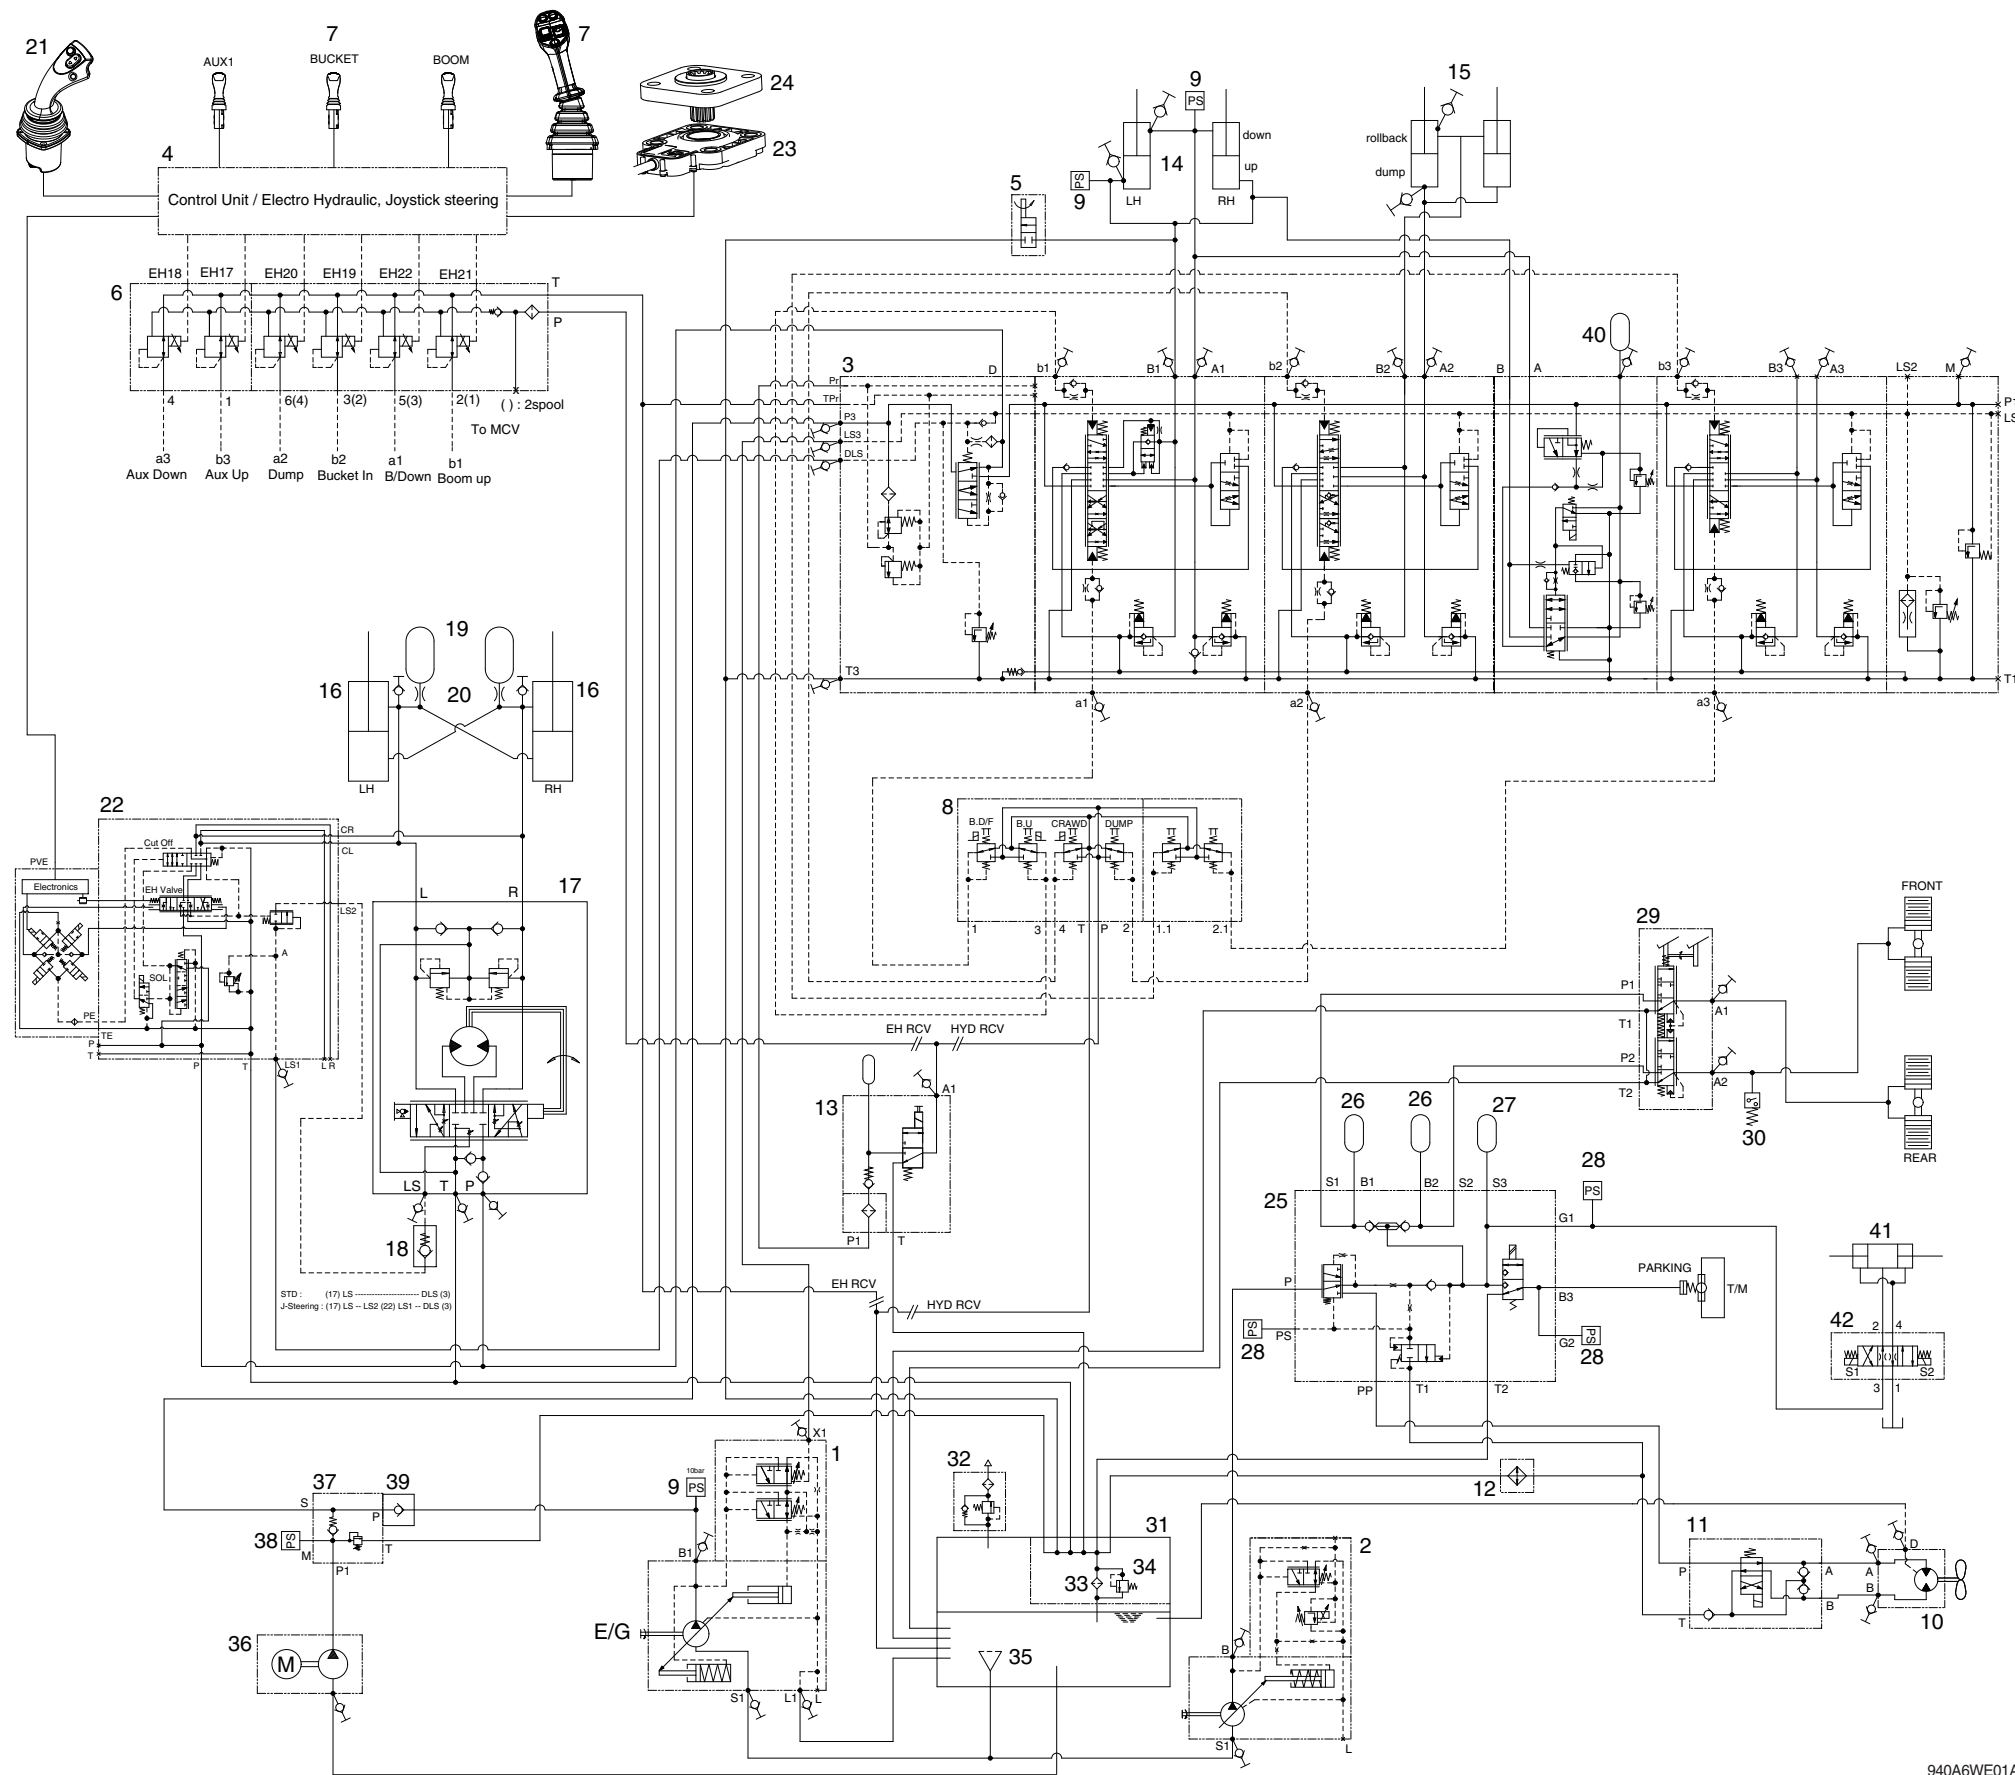 21
AUX1
7
BUCKET
BOOM
7
24
23
4
Control Unit / Electro Hydraulic, Joystick steering
EH18 EH17 EH20 EH19 EH22 EH21
6
T
P
4 1 6(4) 3(2) 5(3) 2(1)
( ) : 2spool
To MCV
a3 b3 a2 b2 a1 b1
Aux Down Aux Up Dump Bucket In B/Down Boom up
9
PS
15
down
up
14
PS
9
LH
RH
rollback
dump
5
40
3
D
b1 B1 A1 b2 B2 A2 B A b3 B3 A3 LS2 M
Pr
TPr
P3
LS3
DLS
T3
P1
LS
T1
a1 a2 a3
19
16
20
16
LH
RH
22
CR
CL
Cut Off
PVE
Electronics
EH Valve
LS2
A
SOL
PE
TE
P
T
P T LS1 L R
L R
17
LS T P
18
STD : (17) LS ---------------------- DLS (3)
J-Steering : (17) LS -- LS2 (22) LS1 -- DLS (3)
8
B.D/F B.U CRAWD DUMP
1 3 4 T P 2 1.1 2.1
EH RCV HYD RCV
13
A1
P1 T
EH RCV
HYD RCV
29
P1
T1
P2
T2
A1
A2
30
FRONT
REAR
26 26 27
28
PS
S1 B1 B2 S2 S3
25
G1
P
B3
PARKING
T/M
PS
28
PS
G2
PS
28
PP T1 T2
41
42
2 4
S1 S2
3 1
12
11
P
T
A
B
A
B
D
10
X1
1
10bar
9
PS
B1
E/G
S1 L1 L
37 39
S
P
38
PS
M
T
P1
36
M
32
31
33
34
35
2
B
S1
L
940A6WE01A